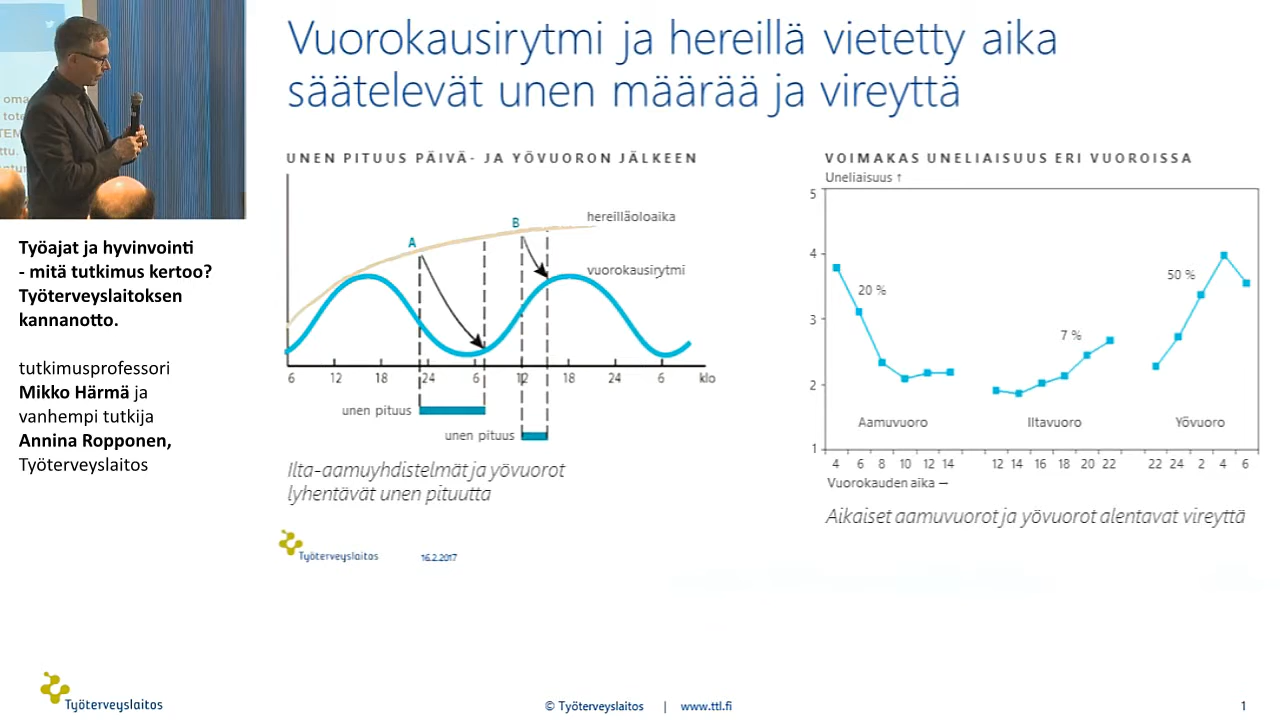 Vuorokausirytmi ja hereillä vietetty aika
säätelevät unen määrää ja vireyttä
oma
tote
TEM
ttu.
Työajat ja hyvinvointi
- mitä tutkimus kertoo?
Työterveyslaitoksen
kannanotto.
tutkimusprofessori
Mikko Härmä ja
vanhempi tutkija
Annina Ropponen,
Työterveyslaitos
UNEN PITUUS PÄIVÄ- JA YÖVUORON JÄLKEEN
A
B
hereilläoloaika
vuorokausirytmi
6 12 18 24 6 12 18 24 6 klo
unen pituus
unen pituus
Ilta-aamuyhdistelmät ja yövuorot
lyhentävät unen pituutta
Työterveyslaitos
16.2.2017
VOIMAKAS UNELIAISUUS ERI VUOROISSA
Uneliaisuus ↑
5
4
3
2
1
20 %
7 %
50 %
Aamuvuoro Iltavuoro Yövuoro
4 6 8 10 12 14 12 14 16 18 20 22 22 24 2 4 6
Vuorokauden aika –
Aikaiset aamuvuorot ja yövuorot alentavat vireyttä
Työterveyslaitos
© Työterveyslaitos | www.ttl.fi
1